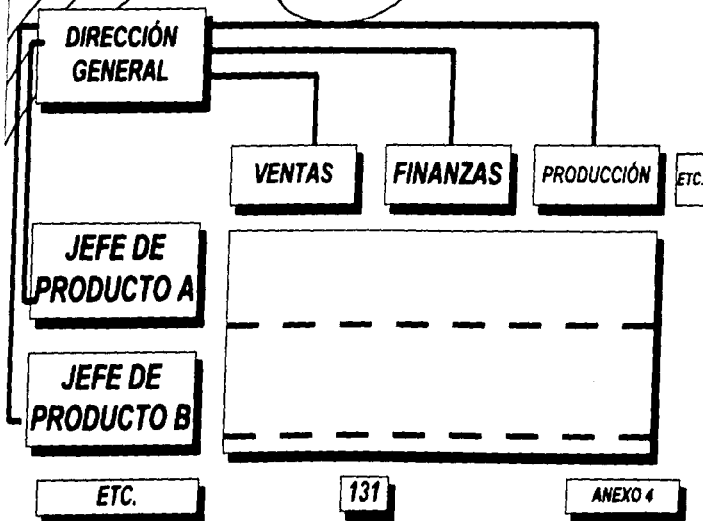 DIRECCIÓN
GENERAL
VENTAS
FINANZAS
PRODUCCIÓN
ETC.
JEFE DE
PRODUCTO A
JEFE DE
PRODUCTO B
ETC.
131
ANEXO 4